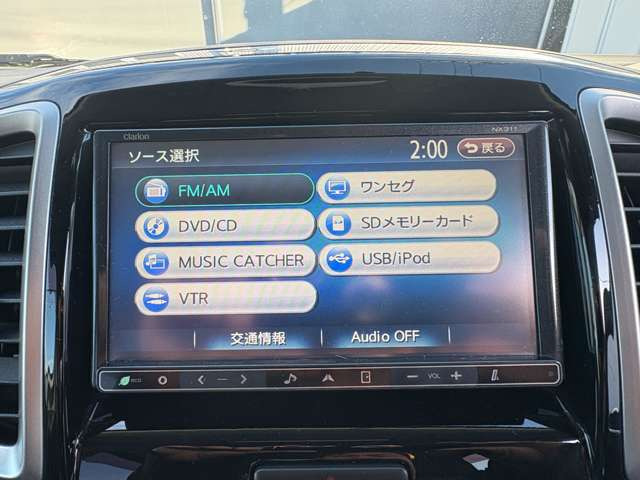 Clarion NX311
ソース選択 2:00 戻る
FM/AM ワンセグ
DVD/CD SDメモリーカード
MUSIC CATCHER USB/iPod
VTR
交通情報 Audio OFF
eco VOL